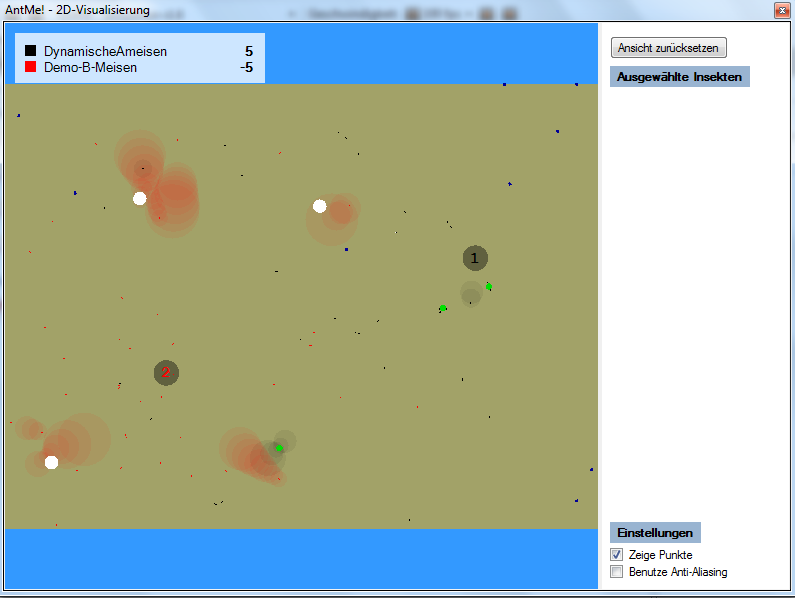 AntMe! - 2D-Visualisierung
DynamischeAmeisen 5
Demo-B-Meisen -5
Ansicht zurücksetzen
Ausgewählte Insekten
1
2
Einstellungen
Zeige Punkte
Benutze Anti-Aliasing